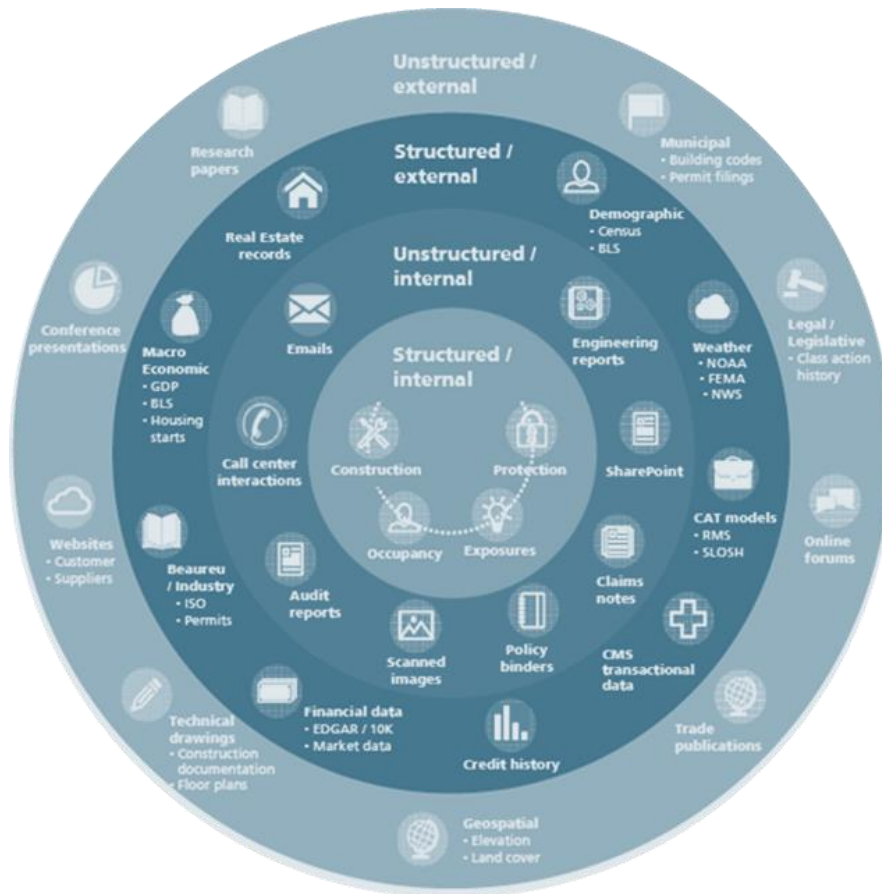 Unstructured /
external
Research
papers
Municipal
• Building codes
• Permit filings
Conference
presentations
Legal /
Legislative
• Class action
history
Websites
• Customer
• Suppliers
Online
forums
Technical
drawings
• Construction
documentation
• Floor plans
Trade
publications
Geospatial
• Elevation
• Land cover
Structured /
external
Real Estate
records
Demographic
• Census
• BLS
Macro
Economic
• GDP
• BLS
• Housing
starts
Weather
• NOAA
• FEMA
• NWS
Beaureu
/ Industry
• ISO
• Permits
CAT models
• RMS
• SLOSH
Financial data
• EDGAR / 10K
• Market data
CMS
transactional
data
Credit history
Unstructured /
internal
Emails
Engineering
reports
Call center
interactions
SharePoint
Audit
reports
Claims
notes
Scanned
images
Policy
binders
Structured /
internal
Construction
Protection
Occupancy
Exposures